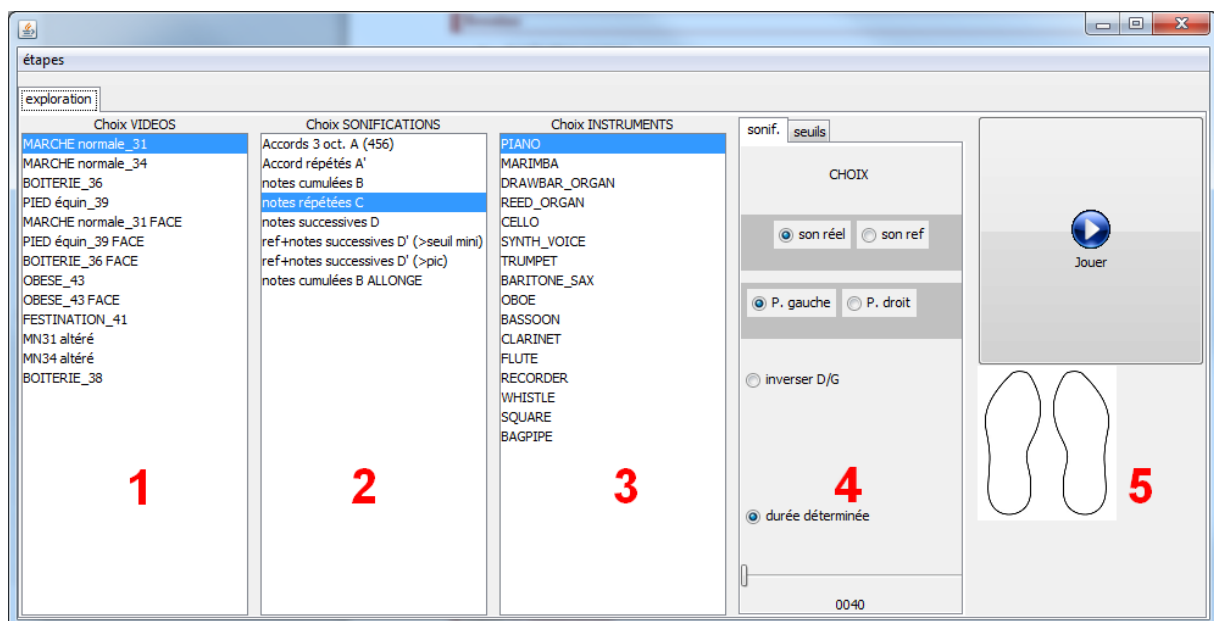 étapes
exploration
Choix VIDEOS
MARCHE normale_31
MARCHE normale_34
BOITERIE_36
PIED équin_39
MARCHE normale_31 FACE
PIED équin_39 FACE
BOITERIE_36 FACE
OBESE_43
OBESE_43 FACE
FESTINATION_41
MN31 altéré
MN34 altéré
BOITERIE_38
1
Choix SONIFICATIONS
Accords 3 oct. A (456)
Accord répétés A'
notes cumulées B
notes répétées C
notes successives D
ref+notes successives D' (>seuil mini)
ref+notes successives D' (>pic)
notes cumulées B ALLONGE
2
Choix INSTRUMENTS
PIANO
MARIMBA
DRAWBAR_ORGAN
REED_ORGAN
CELLO
SYNTH_VOICE
TRUMPET
BARITONE_SAX
OBOE
BASSOON
CLARINET
FLUTE
RECORDER
WHISTLE
SQUARE
BAGPIPE
3
sonif. seuils
CHOIX
son réel son ref
P. gauche P. droit
inverser D/G
4
durée déterminée
0040
Jouer
5